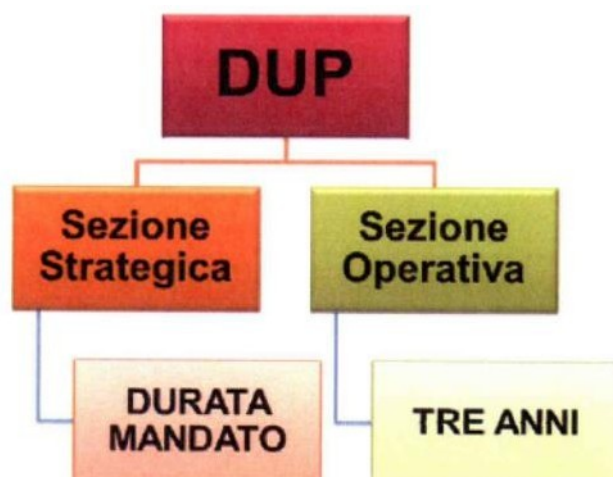 DUP
Sezione
Strategica
Sezione
Operativa
DURATA
MANDATO
TRE ANNI